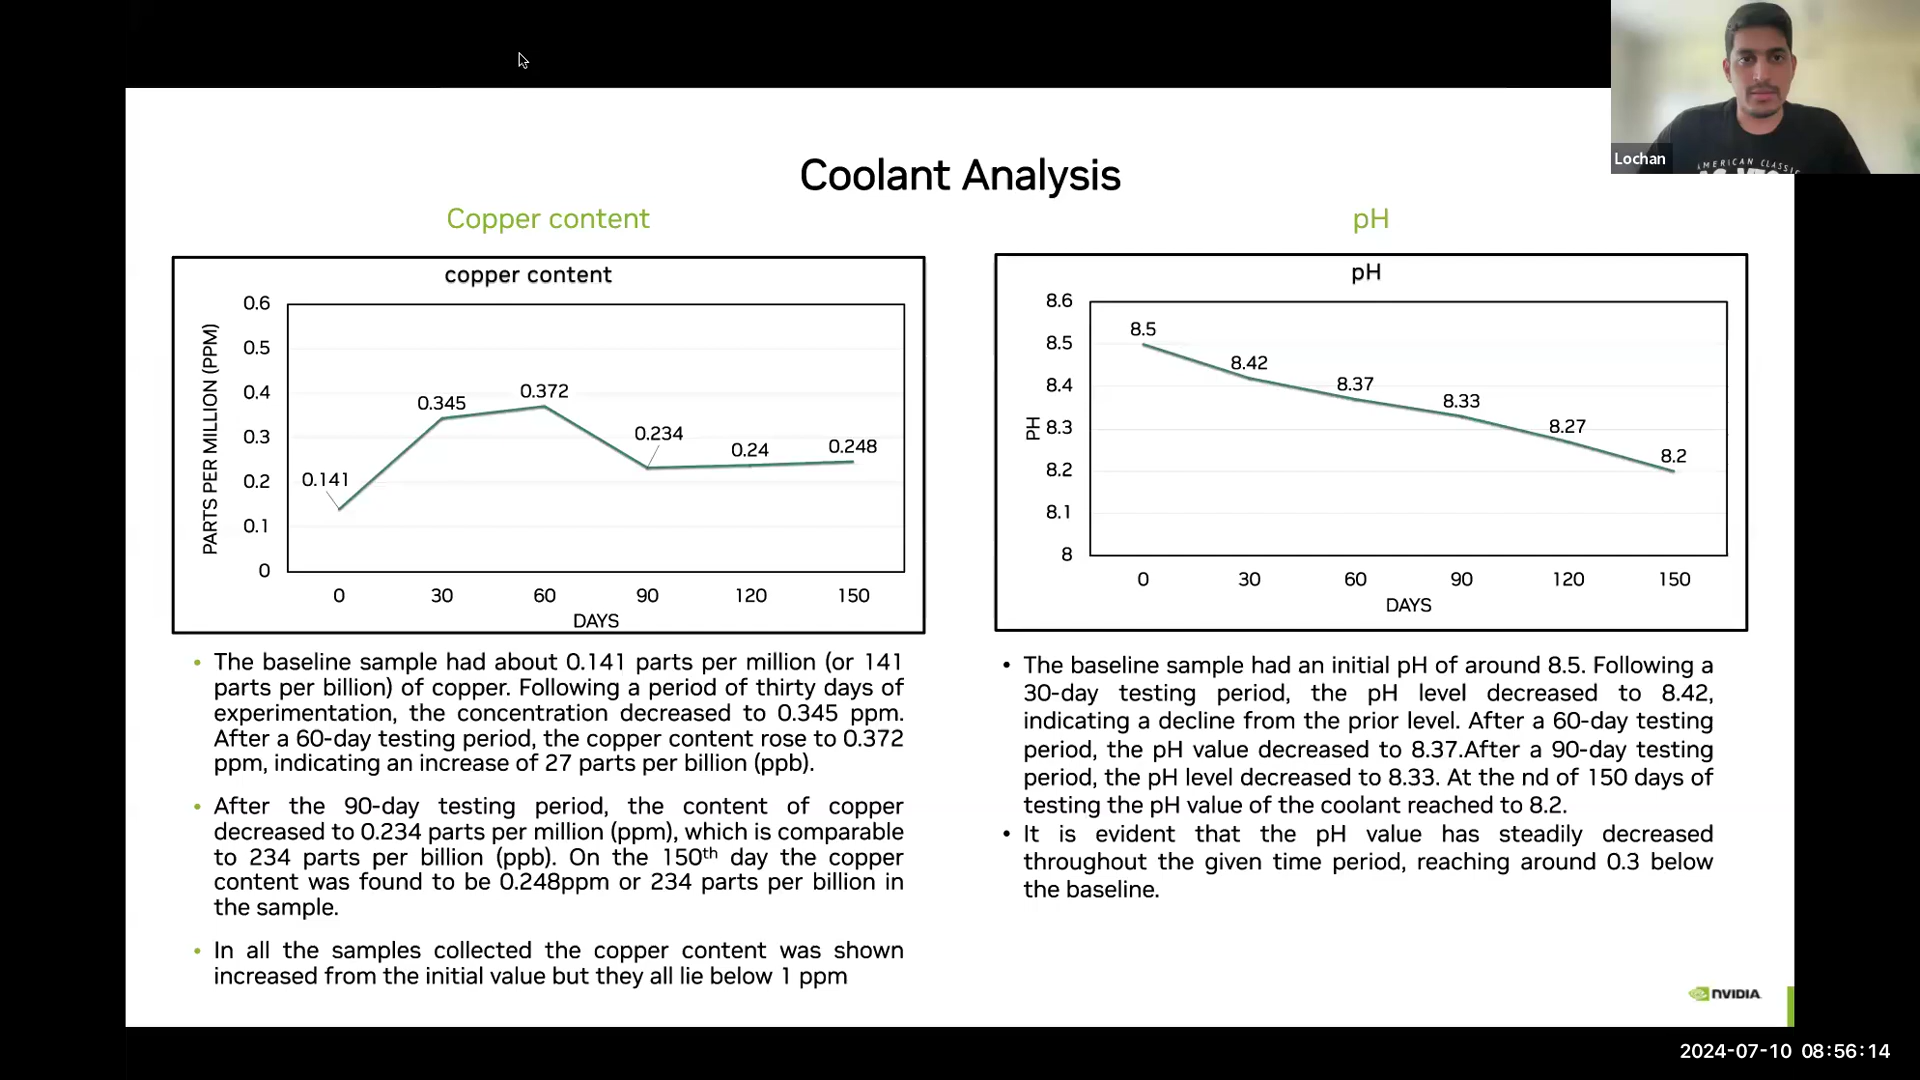 Lochan
AMERICAN CLASSIC
Coolant Analysis
Copper content
copper content
PARTS PER MILLION (PPM)
0.6
0.5
0.4
0.3
0.2
0.1
0
0.141
0.345
0.372
0.234
0.24
0.248
0 30 60 90 120 150
DAYS
The baseline sample had about 0.141 parts per million (or 141
parts per billion) of copper. Following a period of thirty days of
experimentation, the concentration decreased to 0.345 ppm.
After a 60-day testing period, the copper content rose to 0.372
ppm, indicating an increase of 27 parts per billion (ppb).
After the 90-day testing period, the content of copper
decreased to 0.234 parts per million (ppm), which is comparable
to 234 parts per billion (ppb). On the 150th day the copper
content was found to be 0.248ppm or 234 parts per billion in
the sample.
In all the samples collected the copper content was shown
increased from the initial value but they all lie below 1 ppm
pH
pH
PH
8.6
8.5
8.4
8.3
8.2
8.1
8
8.5
8.42
8.37
8.33
8.27
8.2
0 30 60 90 120 150
DAYS
The baseline sample had an initial pH of around 8.5. Following a
30-day testing period, the pH level decreased to 8.42,
indicating a decline from the prior level. After a 60-day testing
period, the pH value decreased to 8.37.After a 90-day testing
period, the pH level decreased to 8.33. At the nd of 150 days of
testing the pH value of the coolant reached to 8.2.
It is evident that the pH value has steadily decreased
throughout the given time period, reaching around 0.3 below
the baseline.
NVIDIA
2024-07-10 08:56:14